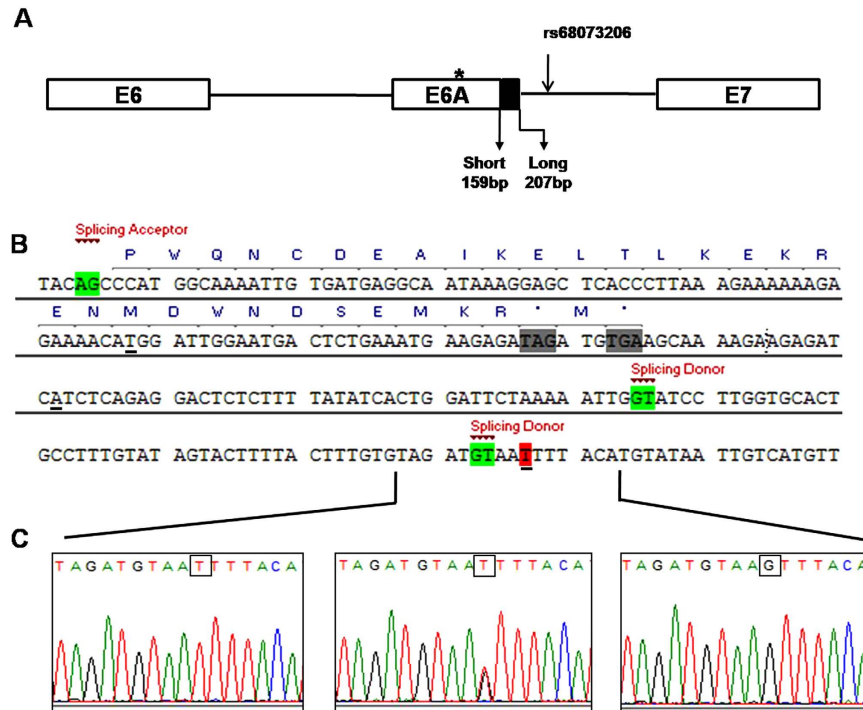 A
rs68073206
*
E6
E6A
E7
Short
159bp
Long
207bp
B
Splicing Acceptor
P W Q N C D E A I K E L T L K E K R
TACAGCCCAT GGCAAAATTG TGATGAGGCA ATAAAGGAGC TCACCCTTAA AGAAAAAAGA
E N M D W N D S E M K R * M *
GAAAACATGG ATTGGAATGA CTCTGAAATG AAGAGATAGA TGTGAAGCAA AAGAAGAGAT
CATCTCAGAG GACTCTCTTT TATATCACTG GATTCTAAAA ATTGGTATCC TTGGTGCACT
Splicing Donor
GCCTTTGTAT AGTACTTTTA CTTTGTGTAG ATGTAATTTT ACATGTATAA TTGTCATGTT
Splicing Donor
C
TAGATGTAATTTTACA
TAGATGTAATTTTACA
TAGATGTAAGTTTACA